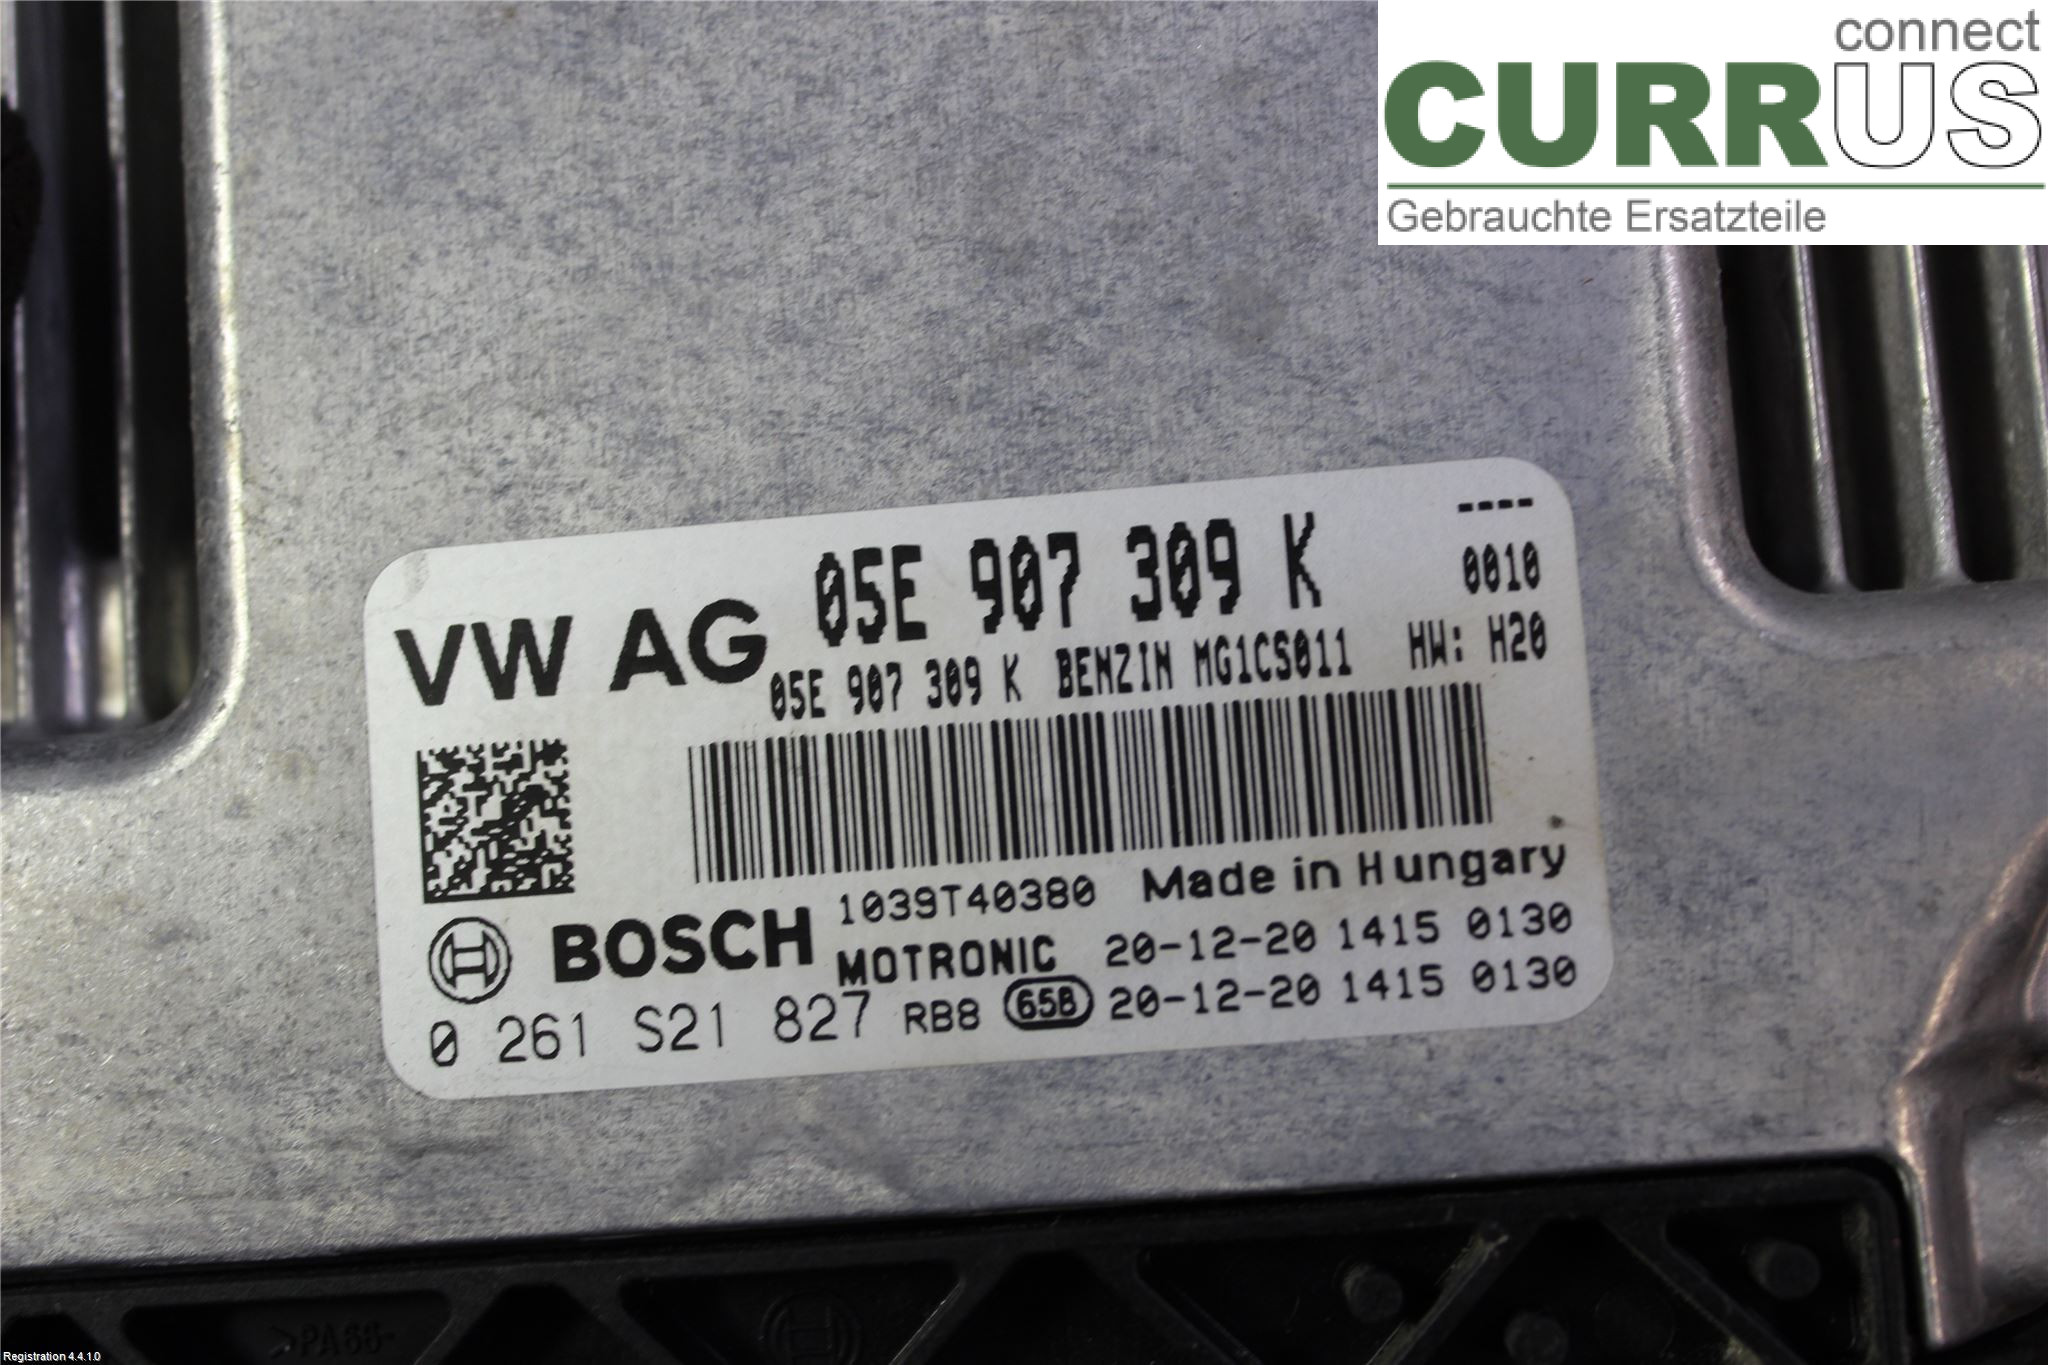 connect
CURRUS
Gebrauchte Ersatzteile
----
05E 907 309 K 0010
VW AG
05E 907 309 K BENZIN MG1CS011 HW: H20
1039T40380 Made in Hungary
BOSCH MOTRONIC 20-12-20 1415 0130
0 261 S21 827 RB8 65B 20-12-20 1415 0130
>PA66-
Registration 4.4.1.0